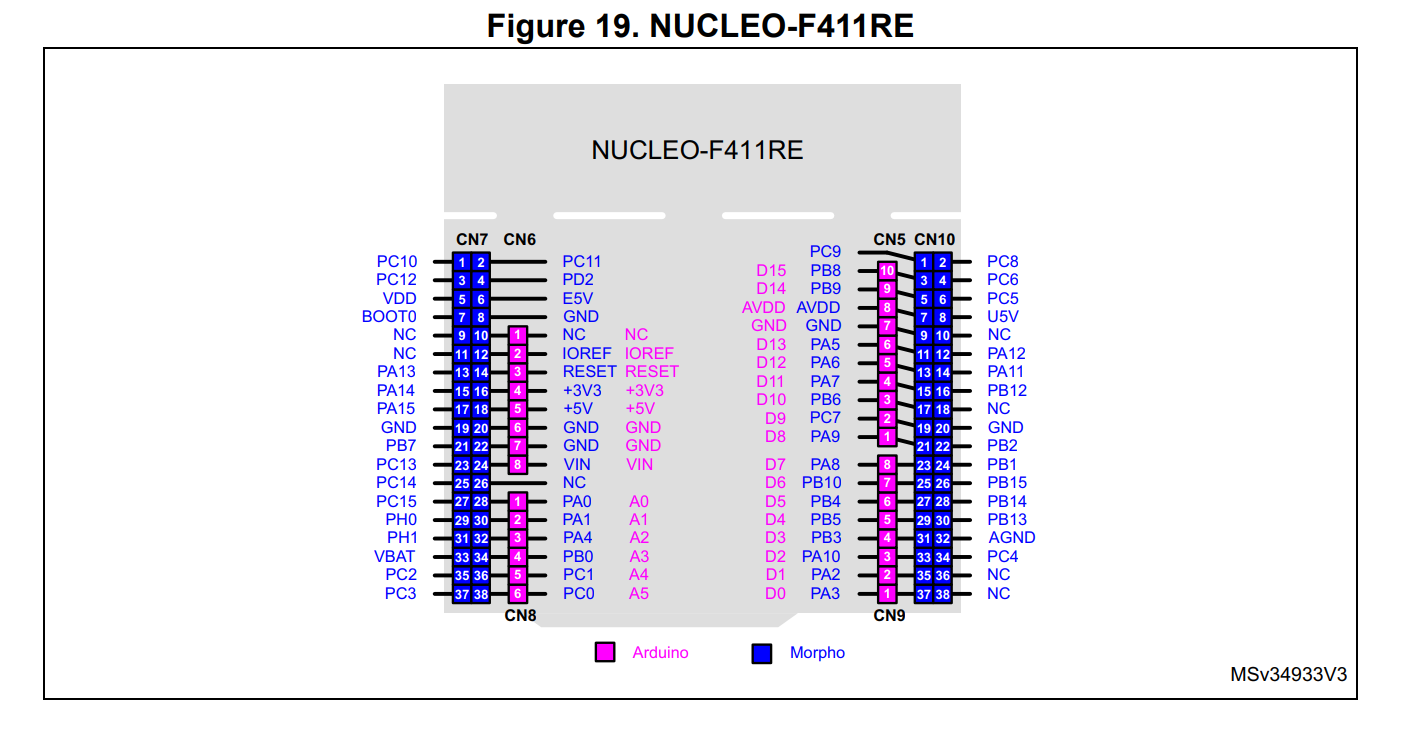 Figure 19. NUCLEO-F411RE
NUCLEO-F411RE
CN7 CN6 CN5 CN10
PC9
PC10 1 2 PC11 1 2 PC8
D15 PB8 10
PC12 3 4 PD2 3 4 PC6
D14 PB9 9
VDD 5 6 E5V 5 6 PC5
AVDD AVDD 8
BOOT0 7 8 GND 7 8 U5V
GND GND 7
NC 9 10 1 NC NC 9 10 NC
D13 PA5 6
NC 11 12 2 IOREF IOREF 11 12 PA12
D12 PA6 5
PA13 13 14 3 RESET RESET 13 14 PA11
D11 PA7 4
PA14 15 16 4 +3V3 +3V3 15 16 PB12
D10 PB6 3
PA15 17 18 5 +5V +5V 17 18 NC
D9 PC7 2
GND 19 20 6 GND GND 19 20 GND
D8 PA9 1
PB7 21 22 7 GND GND 21 22 PB2
PC13 23 24 8 VIN VIN D7 PA8 8 23 24 PB1
PC14 25 26 NC D6 PB10 7 25 26 PB15
PC15 27 28 1 PA0 A0 D5 PB4 6 27 28 PB14
PH0 29 30 2 PA1 A1 D4 PB5 5 29 30 PB13
PH1 31 32 3 PA4 A2 D3 PB3 4 31 32 AGND
VBAT 33 34 4 PB0 A3 D2 PA10 3 33 34 PC4
PC2 35 36 5 PC1 A4 D1 PA2 2 35 36 NC
PC3 37 38 6 PC0 A5 D0 PA3 1 37 38 NC
CN8 CN9
Arduino Morpho
MSv34933V3